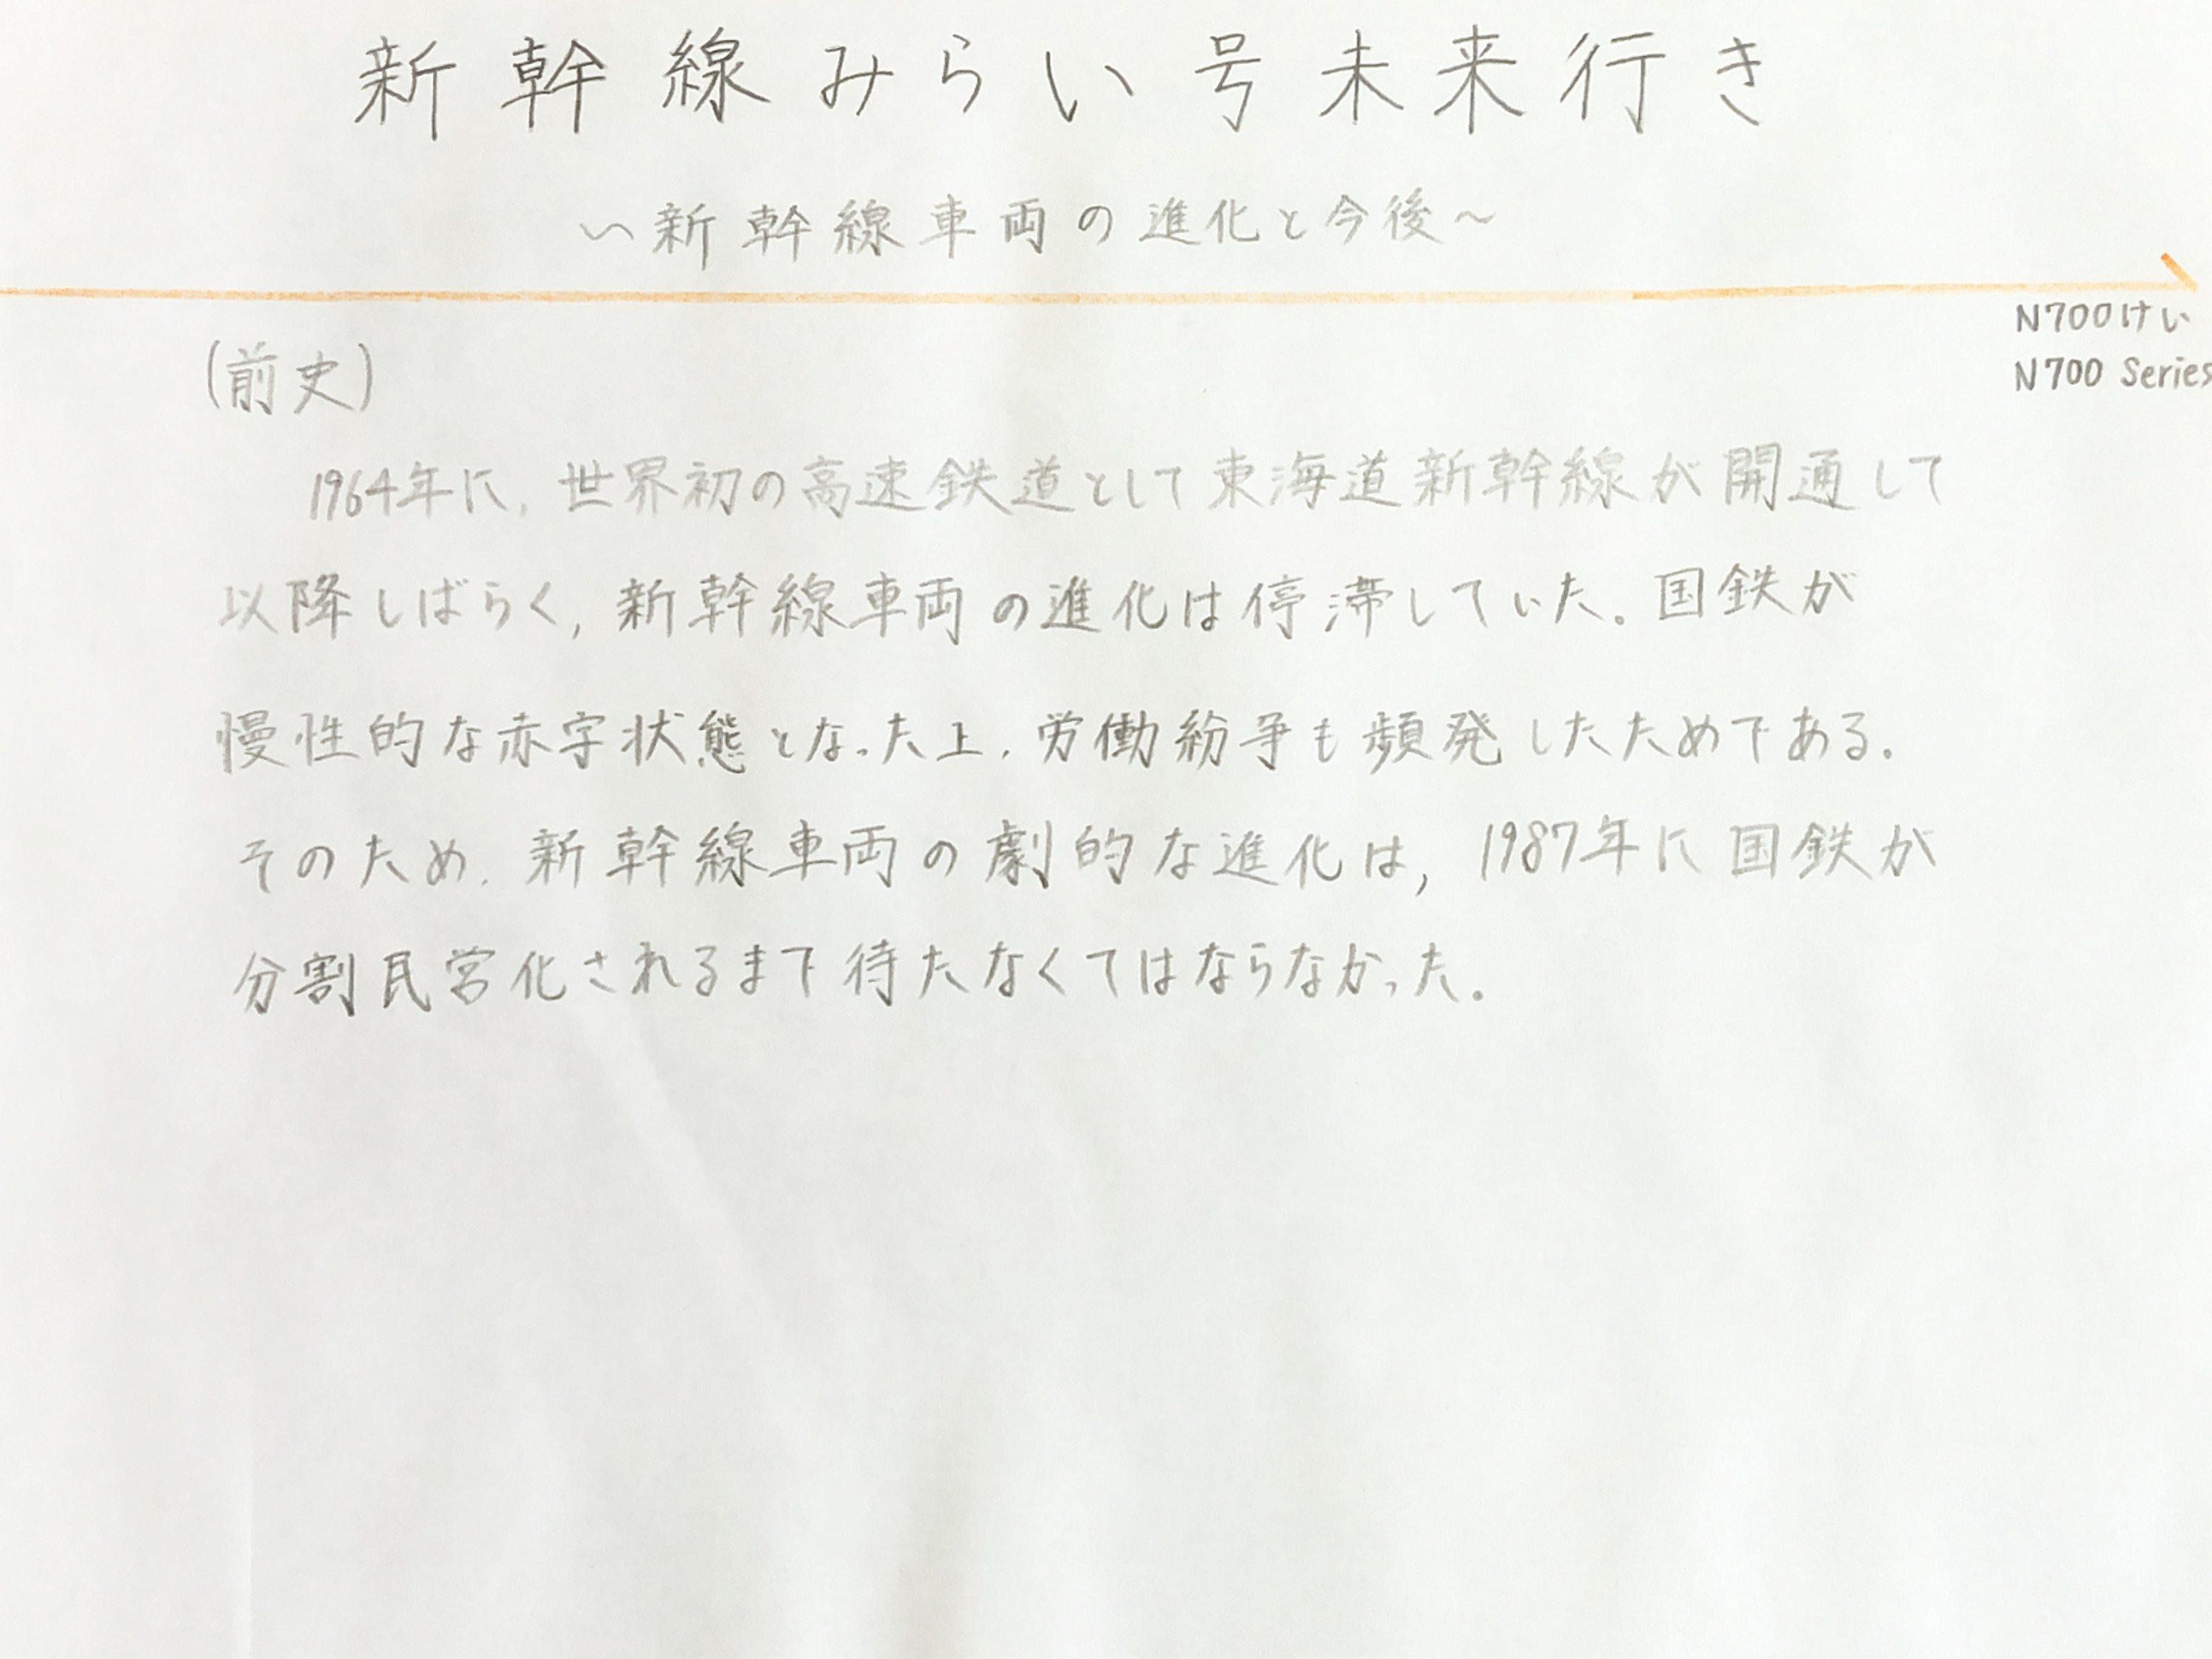 新幹線みらい号未来行き
～新幹線車両の進化と今後～
N700けい
N700 Series
(前史)
1964年に,世界初の高速鉄道として東海道新幹線が開通して
以降しばらく,新幹線車両の進化は停滞していた。国鉄が
慢性的な赤字状態となった上,労働紛争も頻発したためである。
そのため,新幹線車両の劇的な進化は,1987年に国鉄が
分割民営化されるまで待たなくてはならなかった。